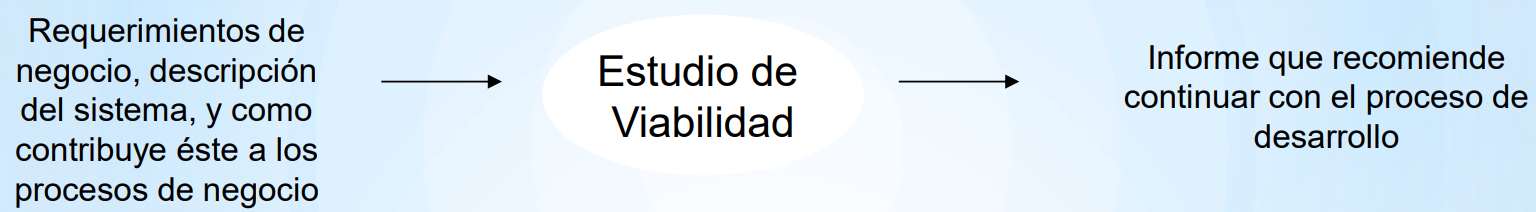 Requerimientos de
negocio, descripción
del sistema, y como
contribuye éste a los
procesos de negocio
Estudio de
Viabilidad
Informe que recomiende
continuar con el proceso de
desarrollo